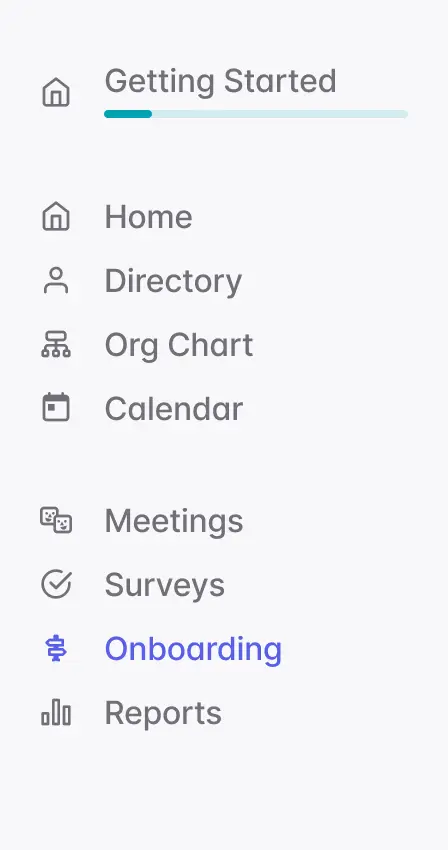 Getting Started
Home
Directory
Org Chart
Calendar
Meetings
Surveys
Onboarding
Reports